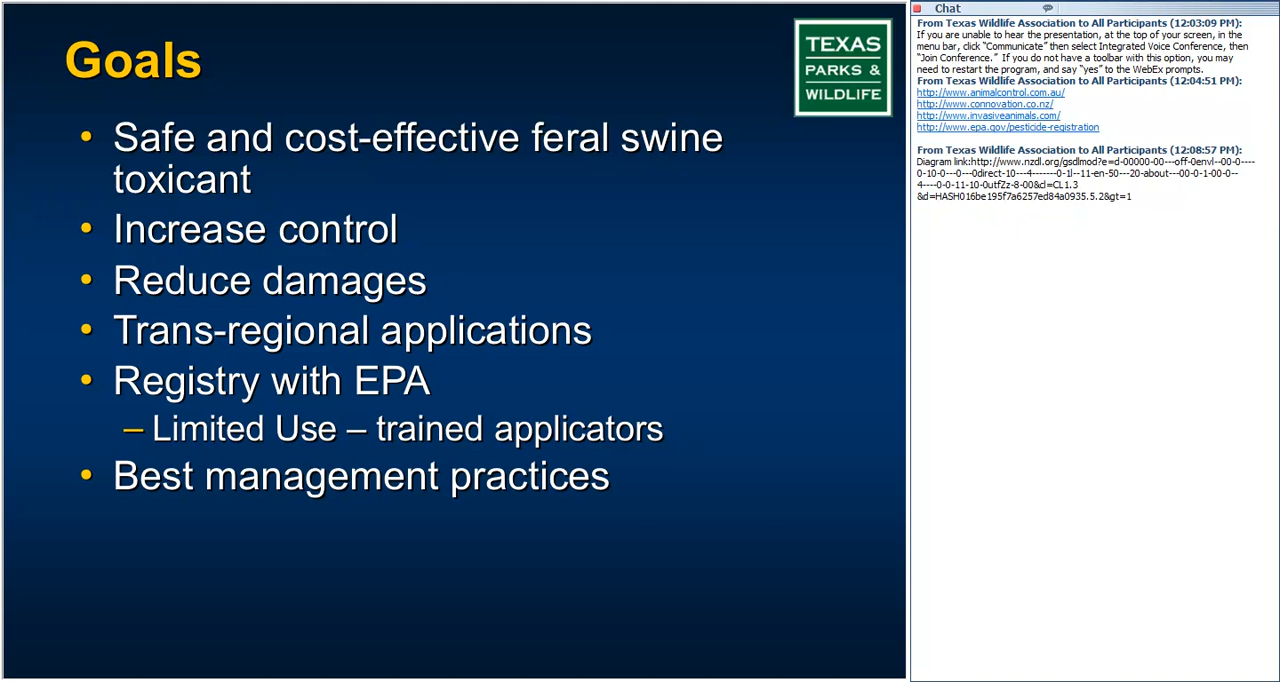 Goals
TEXAS
PARKS &
WILDLIFE
• Safe and cost-effective feral swine
toxicant
• Increase control
• Reduce damages
• Trans-regional applications
• Registry with EPA
– Limited Use – trained applicators
• Best management practices
Chat
From Texas Wildlife Association to All Participants (12:03:09 PM):
If you are unable to hear the presentation, at the top of your screen, in the
menu bar, click “Communicate” then select Integrated Voice Conference, then
“Join Conference.” If you do not have a toolbar with this option, you may
need to restart the program, and say “yes” to the WebEx prompts.
From Texas Wildlife Association to All Participants (12:04:51 PM):
http://www.animalcontrol.com.au/
http://www.connovation.co.nz/
http://www.invasiveanimals.com/
http://www.epa.gov/pesticide-registration
From Texas Wildlife Association to All Participants (12:08:57 PM):
Diagram link:http://www.nzdl.org/gsdlmod?e=d-00000-00---off-0envl--00-0----
0-10-0---0---0direct-10---4-------0-1l--11-en-50---20-about---00-0-1-00-0--
4----0-0-11-10-0utfZz-8-00&cl=CL1.3
&d=HASH016be195f7a6257ed84a0935.5.2&gt=1